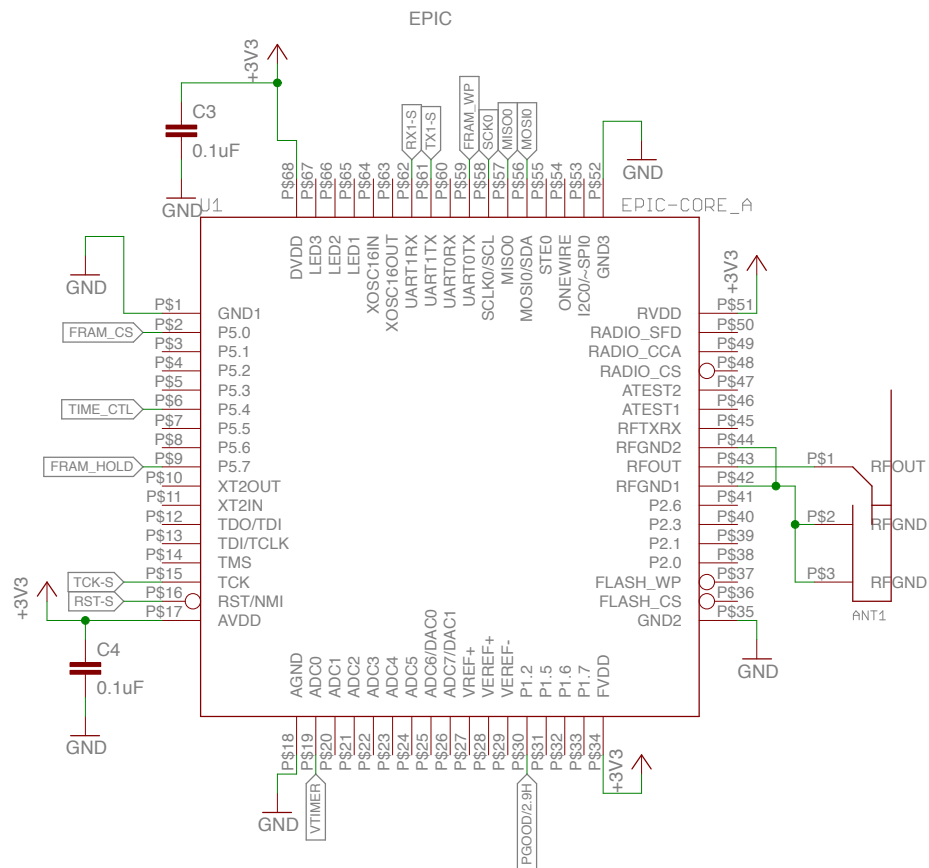 EPIC
+3V3
C3
0.1uF
GND
RX1-S
TX1-S
FRAM_WP
SCK0
MISO0
MOSI0
GND
P$68
P$67
P$66
P$65
P$64
P$63
P$62
P$61
P$60
P$59
P$58
P$57
P$56
P$55
P$54
P$53
P$52
U1
EPIC-CORE_A
DVDD
LED3
LED2
LED1
XOSC16IN
XOSC16OUT
UART1RX
UART1TX
UART0RX
UART0TX
SCLK0/SCL
MISO0
MOSI0/SDA
STE0
ONEWIRE
I2C0/~SPI0
GND3
GND
P$1 GND1
FRAM_CS P$2 P5.0
P$3 P5.1
P$4 P5.2
P$5 P5.3
TIME_CTL P$6 P5.4
P$7 P5.5
P$8 P5.6
FRAM_HOLD P$9 P5.7
P$10 XT2OUT
P$11 XT2IN
P$12 TDO/TDI
P$13 TDI/TCLK
P$14 TMS
TCK-S P$15 TCK
RST-S P$16 RST/NMI
+3V3 P$17 AVDD
C4
0.1uF
GND
+3V3
RVDD P$51
RADIO_SFD P$50
RADIO_CCA P$49
RADIO_CS P$48
ATEST2 P$47
ATEST1 P$46
RFTXRX P$45
RFGND2 P$44
RFOUT P$43
RFGND1 P$42
P2.6 P$41
P2.3 P$40
P2.1 P$39
P2.0 P$38
FLASH_WP P$37
FLASH_CS P$36
GND2 P$35
GND
P$1 RFOUT
P$2 RFGND
P$3 RFGND
ANT1
AGND
ADC0
ADC1
ADC2
ADC3
ADC4
ADC5
ADC6/DAC0
ADC7/DAC1
VREF+
VEREF+
VEREF-
P1.2
P1.5
P1.6
P1.7
FVDD
P$18
P$19
P$20
P$21
P$22
P$23
P$24
P$25
P$26
P$27
P$28
P$29
P$30
P$31
P$32
P$33
P$34
GND
VTIMER
PGOOD/2.9H
+3V3